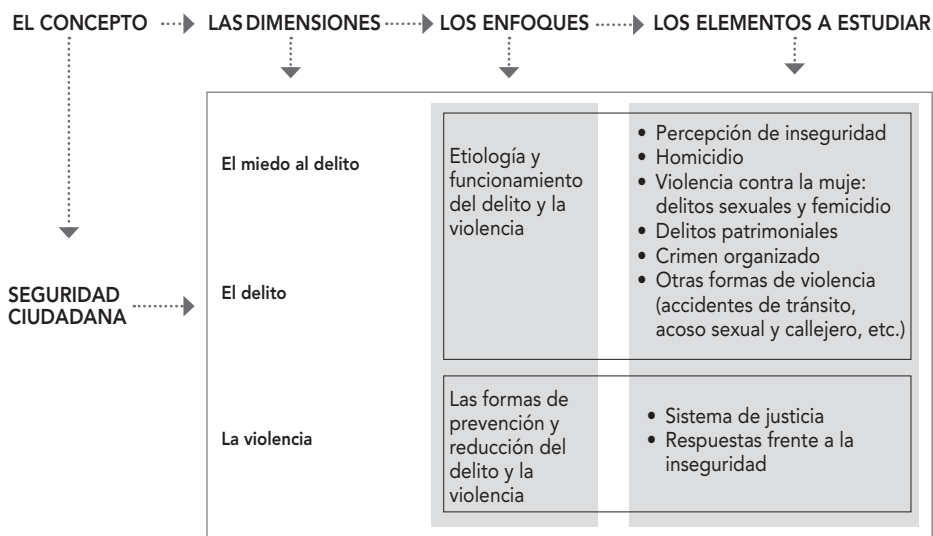 EL CONCEPTO LAS DIMENSIONES LOS ENFOQUES LOS ELEMENTOS A ESTUDIAR
SEGURIDAD
CIUDADANA
El miedo al delito
El delito
La violencia
Etiología y
funcionamiento
del delito y la
violencia
• Percepción de inseguridad
• Homicidio
• Violencia contra la muje:
delitos sexuales y femicidio
• Delitos patrimoniales
• Crimen organizado
• Otras formas de violencia
(accidentes de tránsito,
acoso sexual y callejero, etc.)
Las formas de
prevención y
reducción del
delito y la
violencia
• Sistema de justicia
• Respuestas frente a la
inseguridad